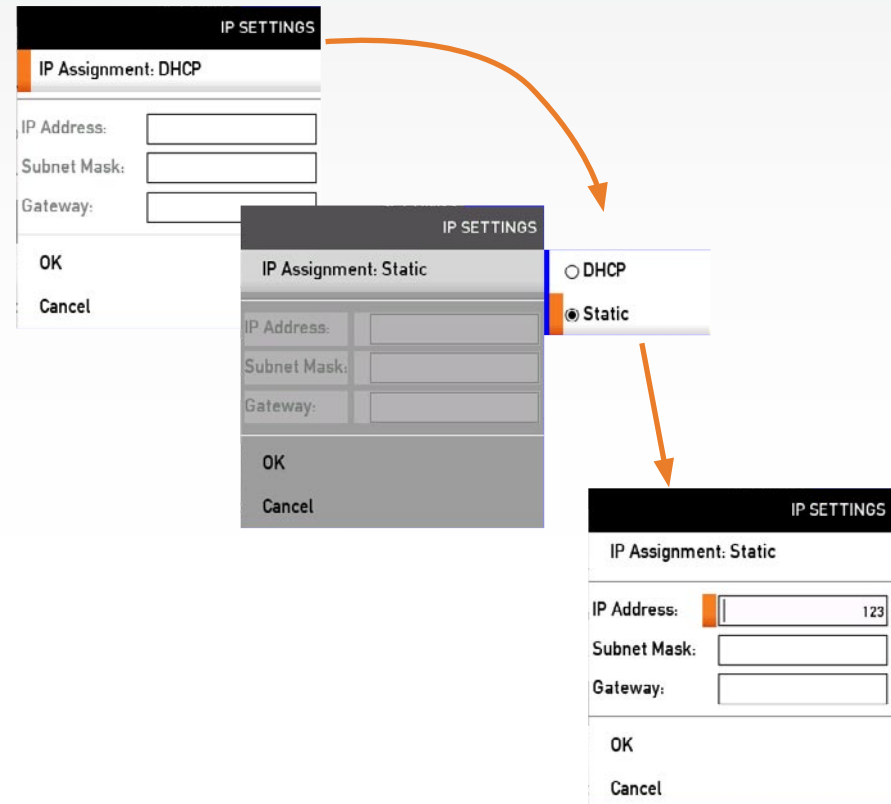 IP SETTINGS
IP Assignment: DHCP
IP Address:
Subnet Mask:
Gateway:
OK
Cancel
IP SETTINGS
IP Assignment: Static
IP Address:
Subnet Mask:
Gateway:
OK
Cancel
DHCP
Static
IP SETTINGS
IP Assignment: Static
IP Address: 123
Subnet Mask:
Gateway:
OK
Cancel